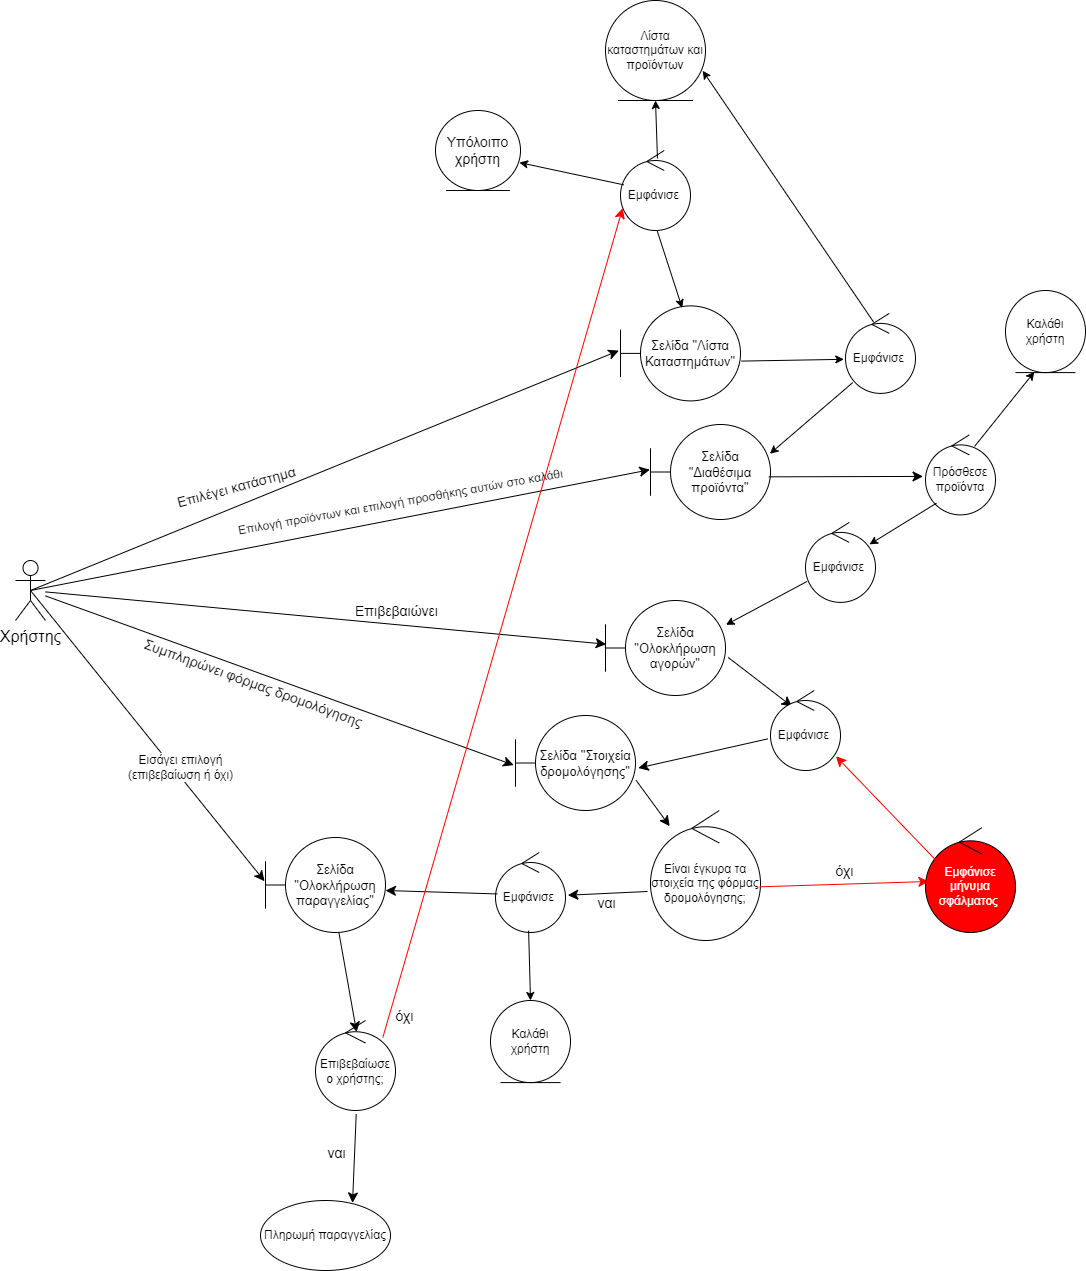 Λίστα
καταστημάτων και
προϊόντων
Υπόλοιπο
χρήστη
Εμφάνισε
Καλάθι
χρήστη
Σελίδα "Λίστα
Καταστημάτων"
Εμφάνισε
Επιλέγει κατάστημα
Σελίδα
"Διαθέσιμα
προϊόντα"
Πρόσθεσε
προϊόντα
Επιλογή προϊόντων και επιλογή προσθήκης αυτών στο καλάθι
Εμφάνισε
Χρήστης
Επιβεβαιώνει
Σελίδα
"Ολοκλήρωση
αγορών"
Συμπληρώνει φόρμας δρομολόγησης
Εμφάνισε
Σελίδα "Στοιχεία
δρομολόγησης"
Εισάγει επιλογή
(επιβεβαίωση ή όχι)
Σελίδα
"Ολοκλήρωση
παραγγελίας"
Εμφάνισε
ναι
Είναι έγκυρα τα
στοιχεία της φόρμας
δρομολόγησης;
όχι
Εμφάνισε
μήνυμα
σφάλματος
όχι
Καλάθι
χρήστη
Επιβεβαίωσε
ο χρήστης;
ναι
Πληρωμή παραγγελίας